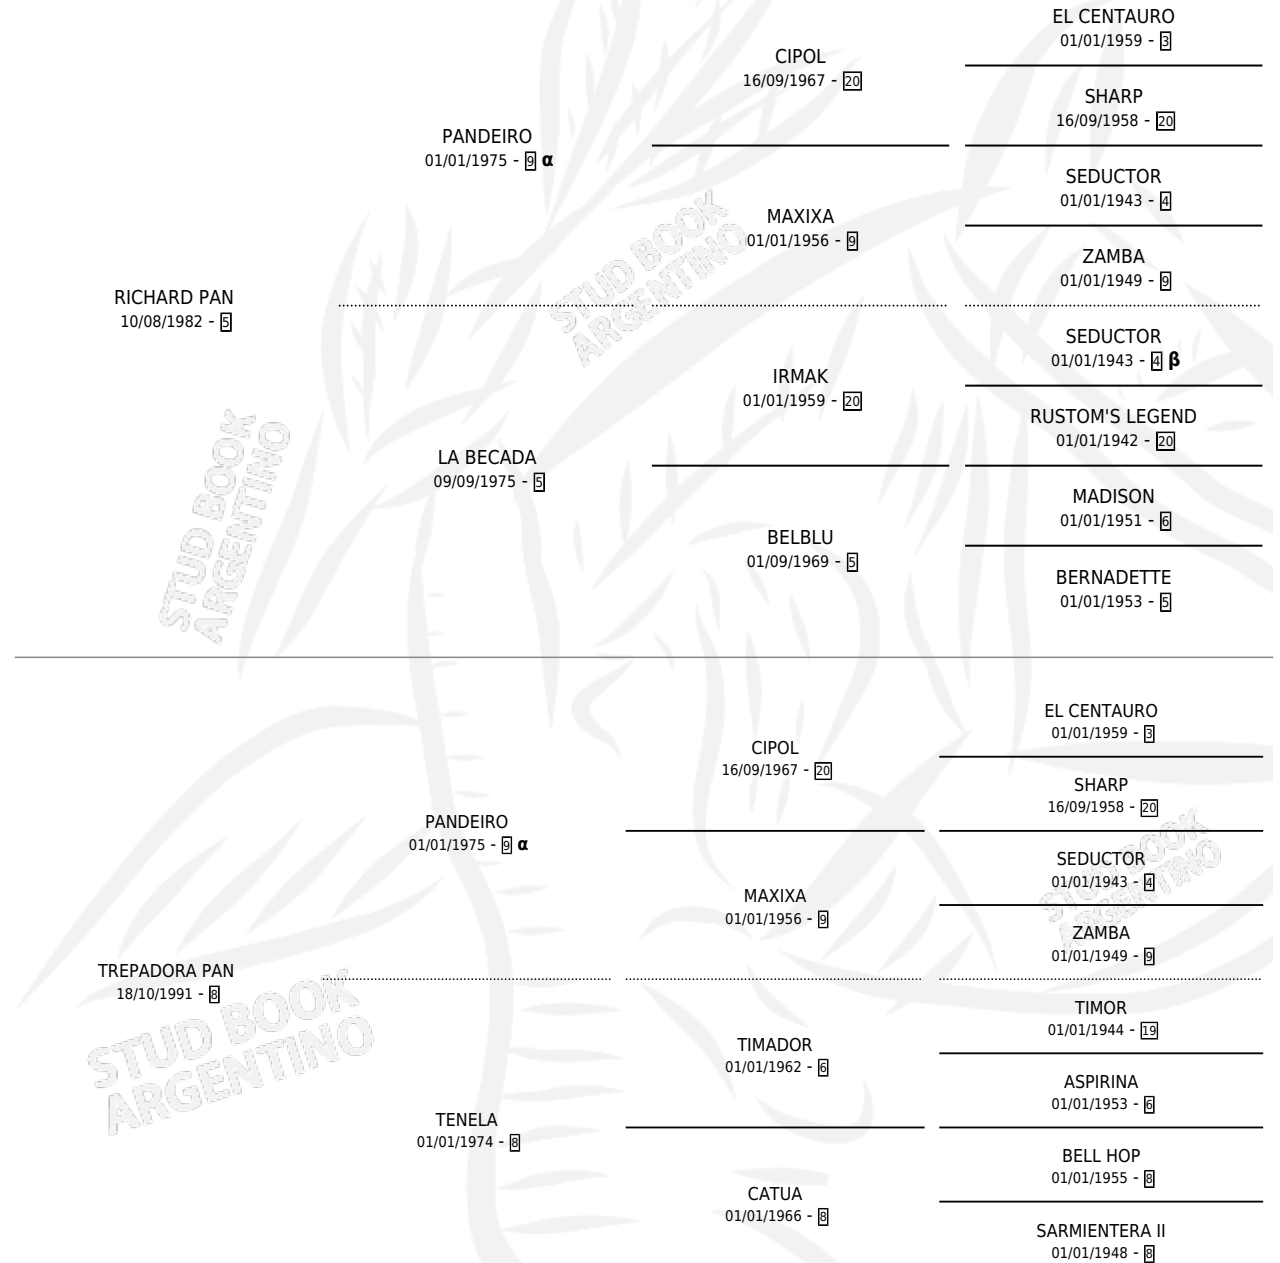 EL CENTAURO
01/01/1959 - 3
CIPOL
16/09/1967 - 20
SHARP
16/09/1958 - 20
PANDEIRO
01/01/1975 - 9 α
SEDUCTOR
01/01/1943 - 4
MAXIXA
01/01/1956 - 9
ZAMBA
01/01/1949 - 9
RICHARD PAN
10/08/1982 - 5
SEDUCTOR
01/01/1943 - 4 β
IRMAK
01/01/1959 - 20
RUSTOM'S LEGEND
01/01/1942 - 20
LA BECADA
09/09/1975 - 5
MADISON
01/01/1951 - 6
BELBLU
01/09/1969 - 5
BERNADETTE
01/01/1953 - 5
STUD BOOK
ARGENTINO
STUD BOOK
ARGENTINO
EL CENTAURO
01/01/1959 - 3
CIPOL
16/09/1967 - 20
SHARP
16/09/1958 - 20
PANDEIRO
01/01/1975 - 9 α
SEDUCTOR
01/01/1943 - 4
MAXIXA
01/01/1956 - 9
ZAMBA
01/01/1949 - 9
TREPADORA PAN
18/10/1991 - 8
TIMOR
01/01/1944 - 19
TIMADOR
01/01/1962 - 6
ASPIRINA
01/01/1953 - 6
TENELA
01/01/1974 - 8
BELL HOP
01/01/1955 - 8
CATUA
01/01/1966 - 8
SARMIENTERA II
01/01/1948 - 8
STUD BOOK
ARGENTINO
STUD BOOK
ARGENTINO